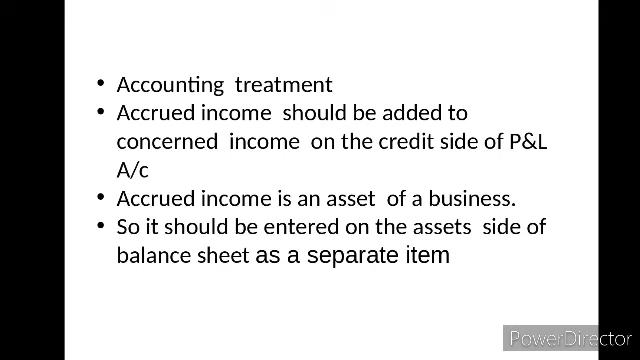 • Accounting treatment
• Accrued income should be added to
concerned income on the credit side of P&L
A/c
• Accrued income is an asset of a business.
• So it should be entered on the assets side of
balance sheet as a separate item
PowerDirector